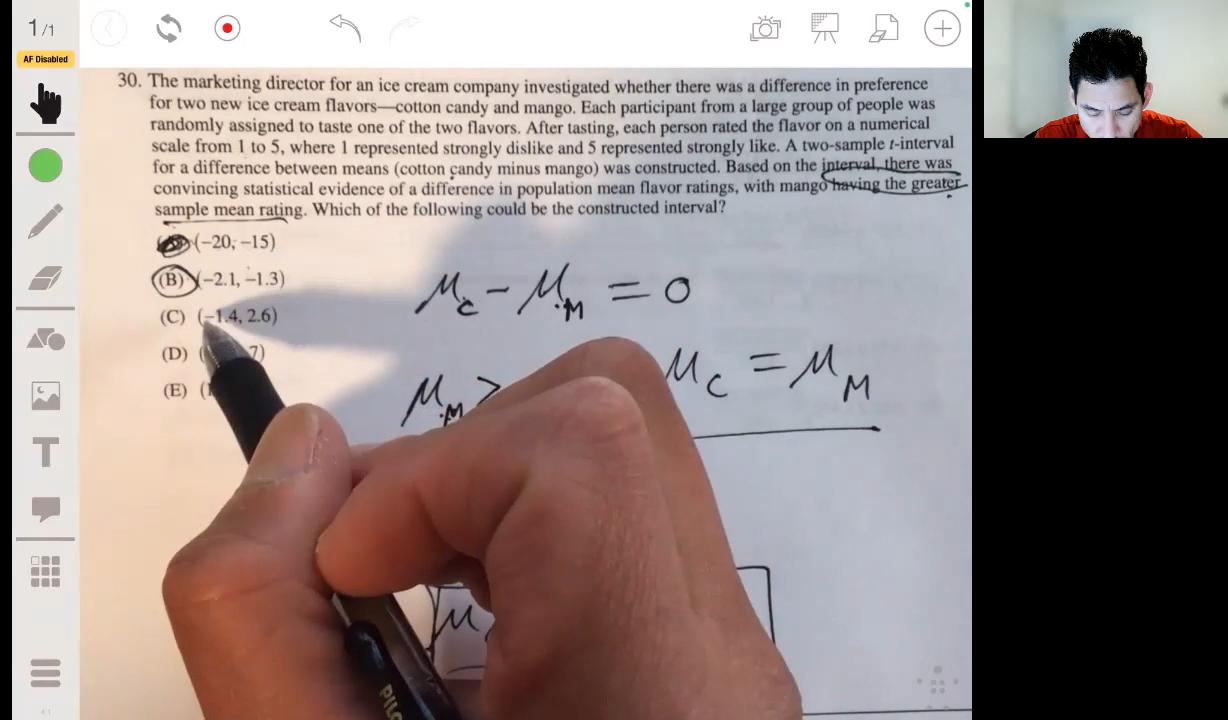 1/1
AF Disabled
30. The marketing director for an ice cream company investigated whether there was a difference in preference
for two new ice cream flavors—cotton candy and mango. Each participant from a large group of people was
randomly assigned to taste one of the two flavors. After tasting, each person rated the flavor on a numerical
scale from 1 to 5, where 1 represented strongly dislike and 5 represented strongly like. A two-sample t-interval
for a difference between means (cotton candy minus mango) was constructed. Based on the interval, there was
convincing statistical evidence of a difference in population mean flavor ratings, with mango having the greater
sample mean rating. Which of the following could be the constructed interval?
(−20, −15)
(B) (−2.1, −1.3)
(C) (−1.4, 2.6)
(D) ( 7)
(E) (1
μC − μM = 0
μC = μM
μM >
μ
T
PILO